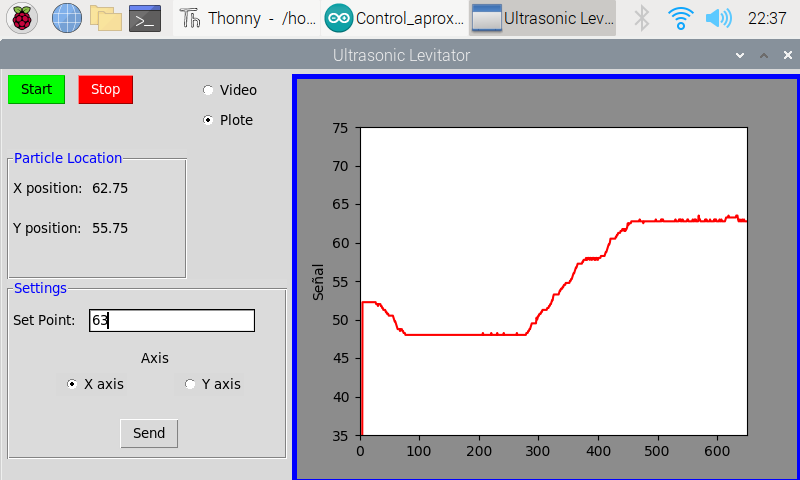 Thonny - /ho...
Control_aprox...
Ultrasonic Lev...
22:37
Ultrasonic Levitator
Start
Stop
Video
Plote
Particle Location
X position: 62.75
Y position: 55.75
Settings
Set Point: 63
Axis
X axis
Y axis
Send
Señal
75
70
65
60
55
50
45
40
35
0 100 200 300 400 500 600